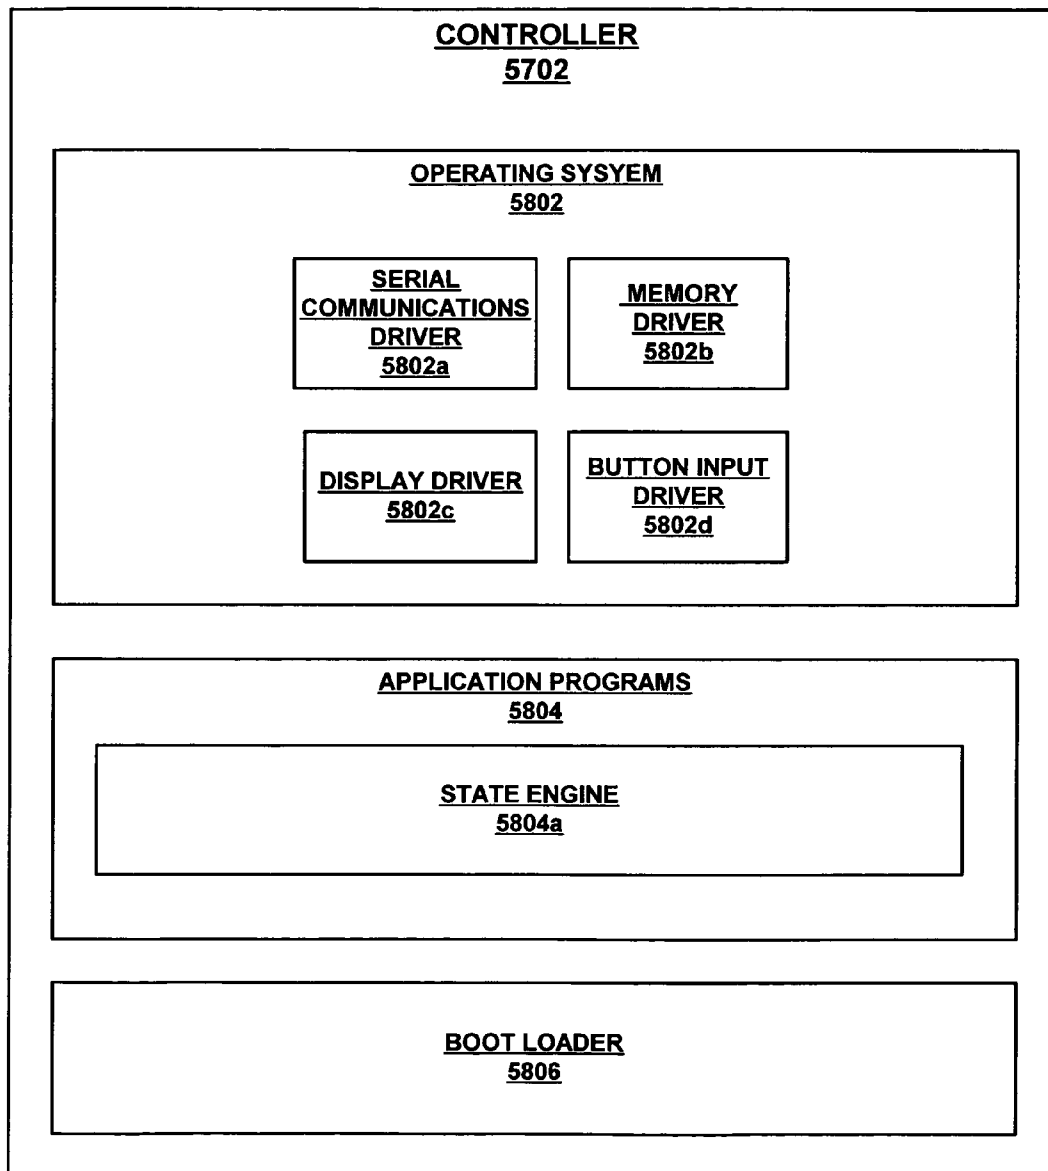 CONTROLLER
5702
OPERATING SYSYEM
5802
SERIAL
COMMUNICATIONS
DRIVER
5802a
MEMORY
DRIVER
5802b
DISPLAY DRIVER
5802c
BUTTON INPUT
DRIVER
5802d
APPLICATION PROGRAMS
5804
STATE ENGINE
5804a
BOOT LOADER
5806